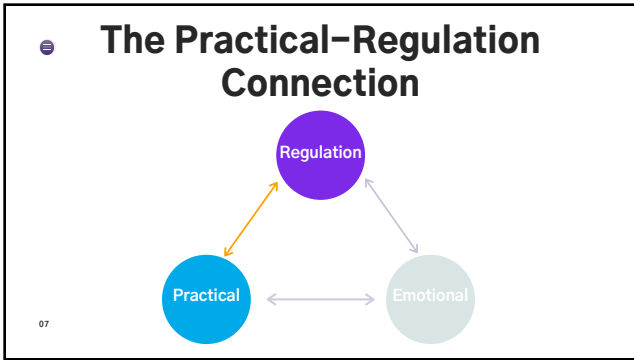 The Practical–Regulation
Connection
Regulation
Practical
Emotional
07